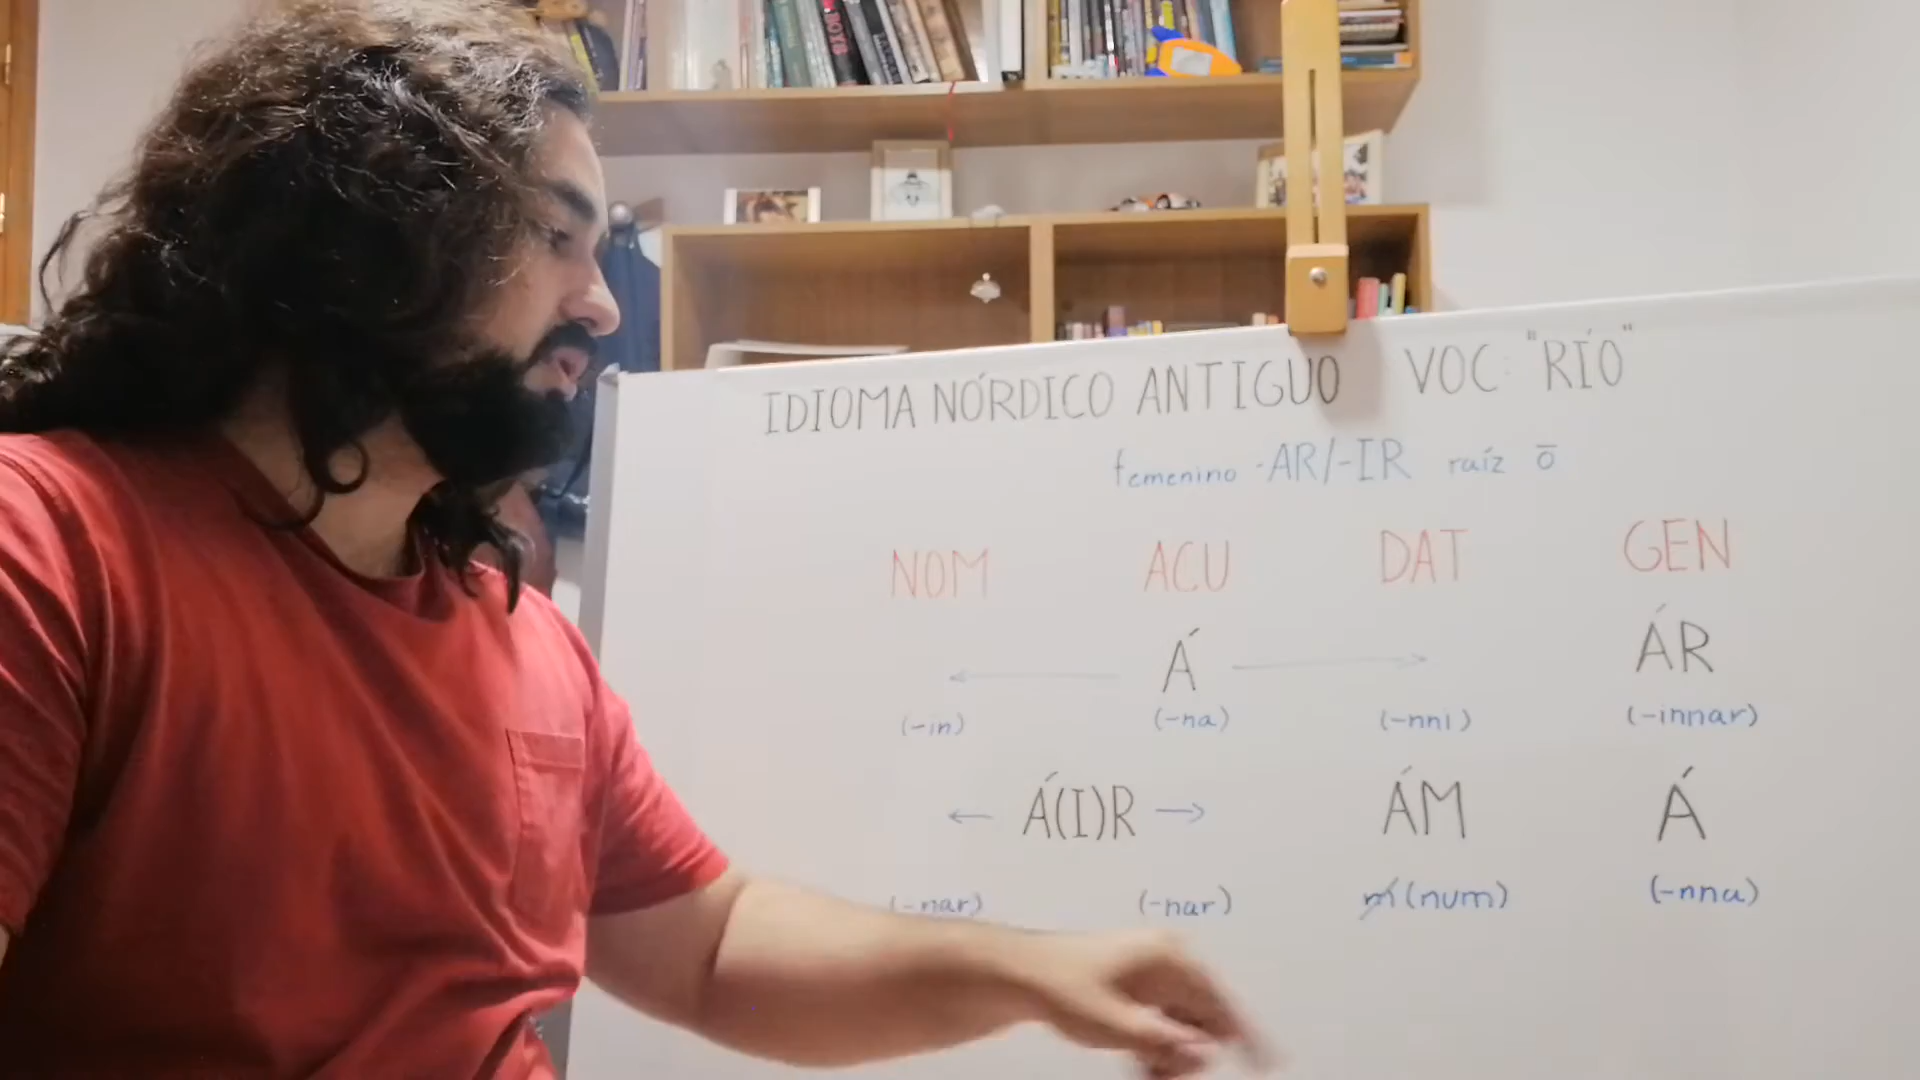 IDIOMA NÓRDICO ANTIGUO VOC: "RÍO"
femenino -AR/-IR raíz ō
NOM ACU DAT GEN
← Á → ÁR
(-in) (-na) (-nni) (-innar)
← Á(I)R → ÁM Á
(-nar) (-nar) m(num) (-nna)